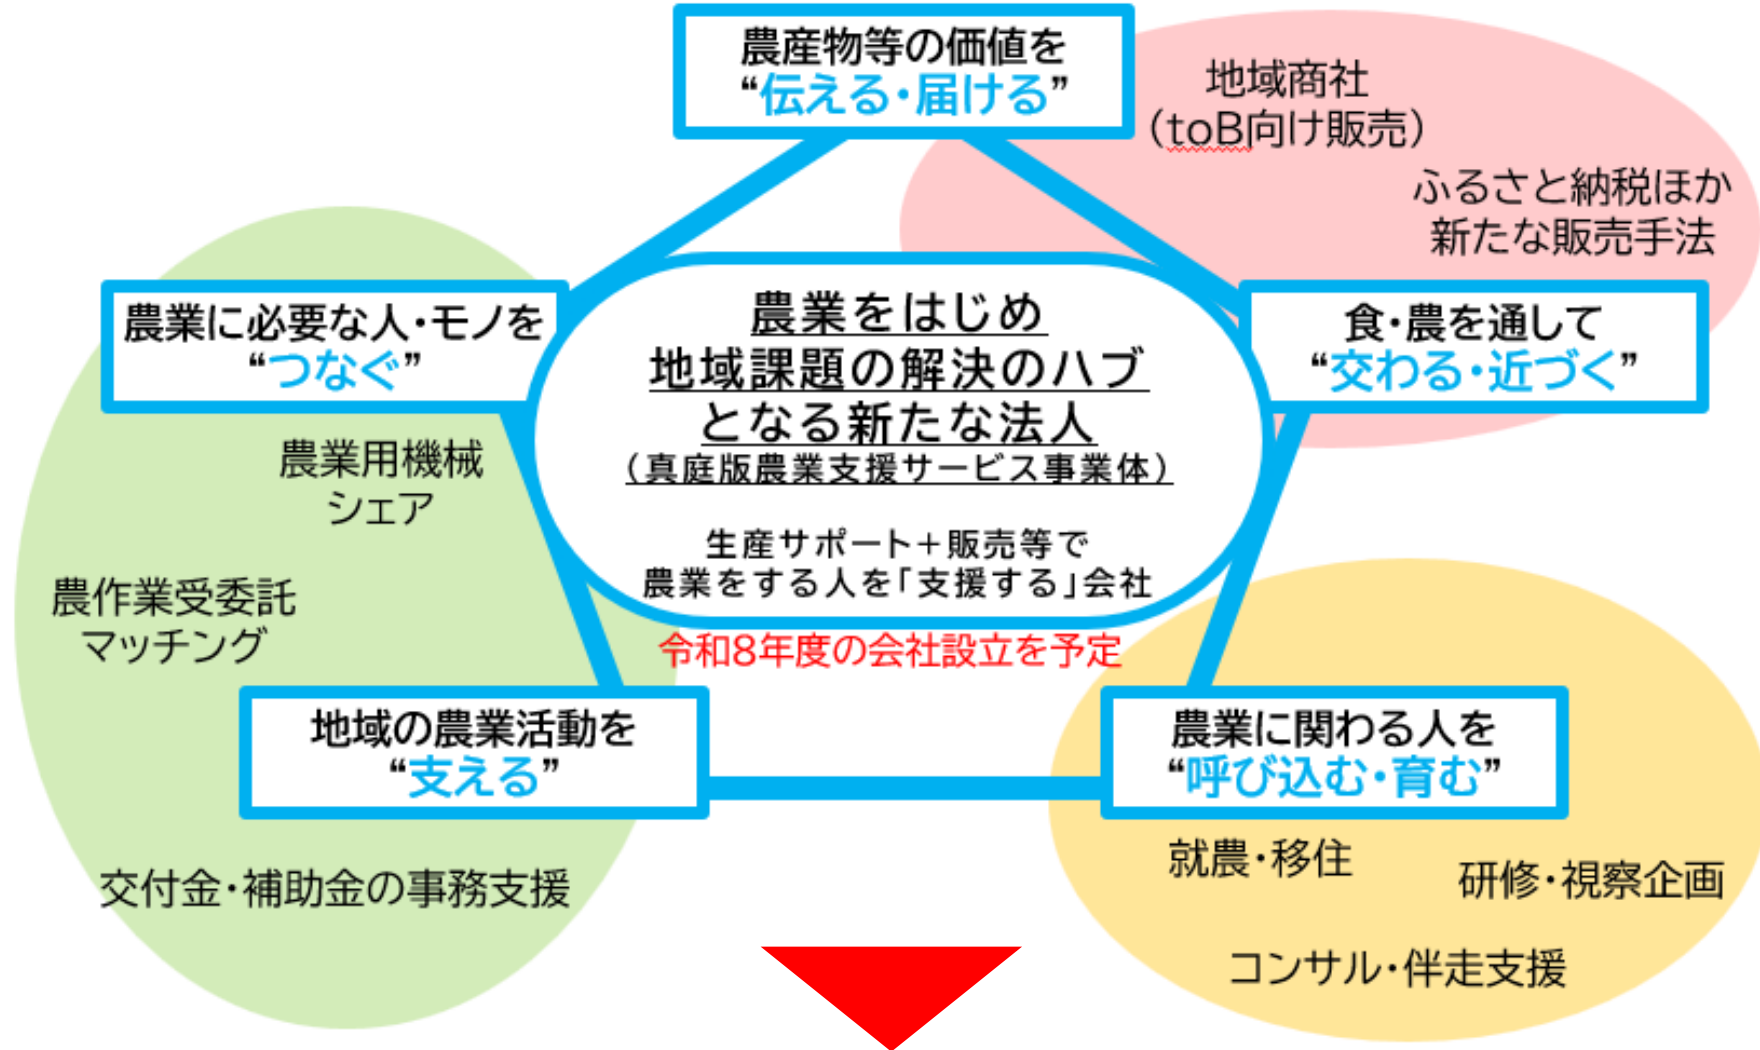 農産物等の価値を
“伝える・届ける”
地域商社
（toB向け販売）
ふるさと納税ほか
新たな販売手法
農業に必要な人・モノを
“つなぐ”
農業をはじめ
地域課題の解決のハブ
となる新たな法人
（真庭版農業支援サービス事業体）
生産サポート＋販売等で
農業をする人を「支援する」会社
令和8年度の会社設立を予定
食・農を通して
“交わる・近づく”
農業用機械
シェア
農作業受委託
マッチング
地域の農業活動を
“支える”
農業に関わる人を
“呼び込む・育む”
交付金・補助金の事務支援
就農・移住
研修・視察企画
コンサル・伴走支援